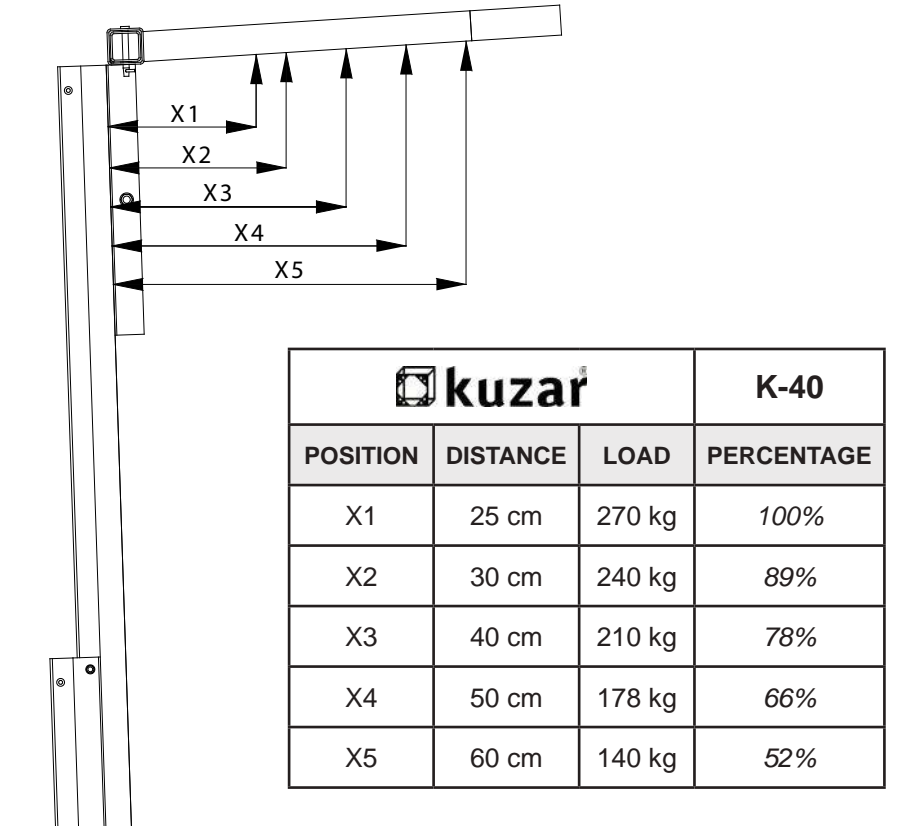 X1
X2
X3
X4
X5
kuzar® K-40
POSITION DISTANCE LOAD PERCENTAGE
X1 25 cm 270 kg 100%
X2 30 cm 240 kg 89%
X3 40 cm 210 kg 78%
X4 50 cm 178 kg 66%
X5 60 cm 140 kg 52%